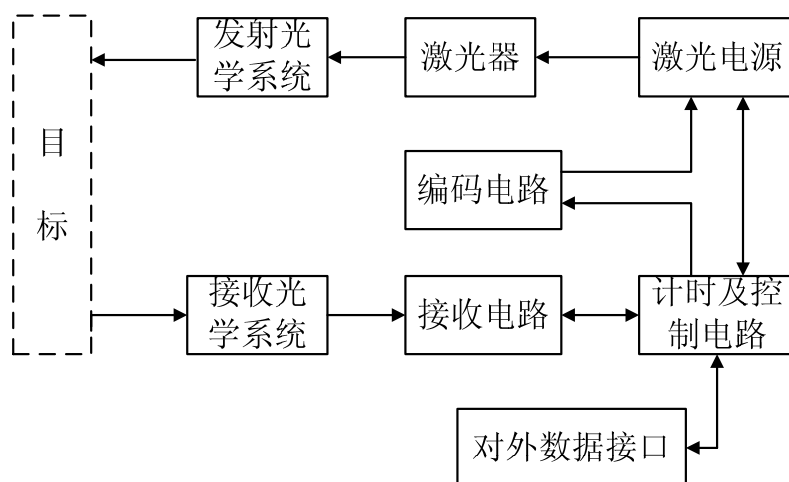 发射光
学系统
激光器
激光电源
目
标
编码电路
接收光
学系统
接收电路
计时及控
制电路
对外数据接口